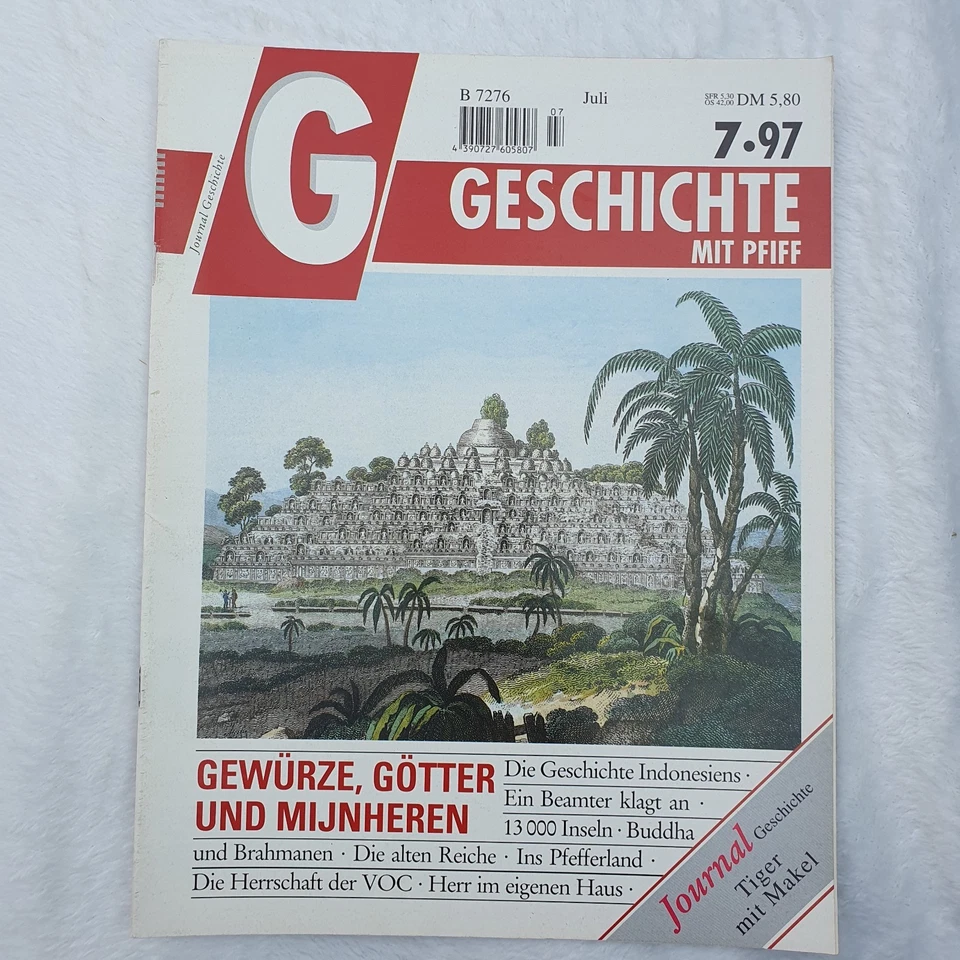 B 7276
Juli
SFR 5,30
ÖS 42,00
DM 5,80
07
4 390727 605807
7•97
Journal Geschichte
G
GESCHICHTE
MIT PFIFF
GEWÜRZE, GÖTTER
UND MIJNHEREN
Die Geschichte Indonesiens ·
Ein Beamter klagt an ·
13 000 Inseln · Buddha
und Brahmanen · Die alten Reiche · Ins Pfefferland ·
Die Herrschaft der VOC · Herr im eigenen Haus ·
Journal Geschichte
Tiger
mit Makel